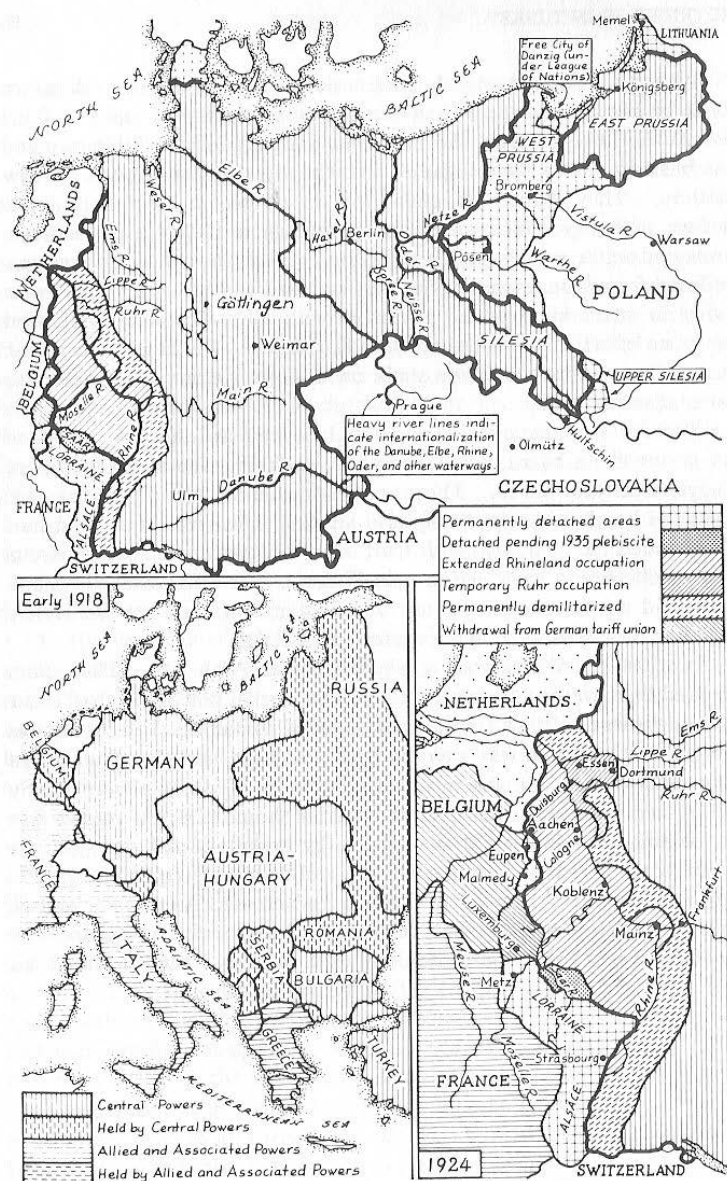 Memel
LITHUANIA
Free City of
Danzig (un-
der League
of Nations)
Königsberg
EAST PRUSSIA
NORTH SEA
BALTIC SEA
WEST
PRUSSIA
Bromberg
NETHERLANDS
Weser R.
Elbe R.
Havel R.
Berlin
Oder R.
Netze R.
Vistula R.
Warsaw
Ems R.
Lippe R.
Ruhr R.
Göttingen
Spree R.
Neisse R.
Posen
Warthe R.
POLAND
Weimar
SILESIA
UPPER SILESIA
BELGIUM
Moselle R.
Main R.
Rhine R.
SAAR
LORRAINE
Prague
Heavy river lines indi-
cate internationalization
of the Danube, Elbe, Rhine,
Oder, and other waterways.
Hultschin
Olmütz
CZECHOSLOVAKIA
FRANCE
ALSACE
Ulm
Danube R.
AUSTRIA
SWITZERLAND
Permanently detached areas
Detached pending 1935 plebiscite
Extended Rhineland occupation
Temporary Ruhr occupation
Permanently demilitarized
Withdrawal from German tariff union
Early 1918
NORTH SEA
BALTIC SEA
RUSSIA
BELGIUM
GERMANY
FRANCE
AUSTRIA-
HUNGARY
ITALY
ADRIATIC SEA
ROMANIA
SERBIA
BULGARIA
GREECE
TURKEY
MEDITERRANEAN SEA
Central Powers
Held by Central Powers
Allied and Associated Powers
Held by Allied and Associated Powers
NETHERLANDS
Ems R.
Lippe R.
Essen
Dortmund
Ruhr R.
Duisburg
BELGIUM
Aachen
Cologne
Eupen
Malmedy
Koblenz
Frankfurt
Mainz
Luxemburg
Meuse R.
Metz
Saar
Rhine R.
LORRAINE
Moselle R.
Strasbourg
FRANCE
ALSACE
1924
SWITZERLAND